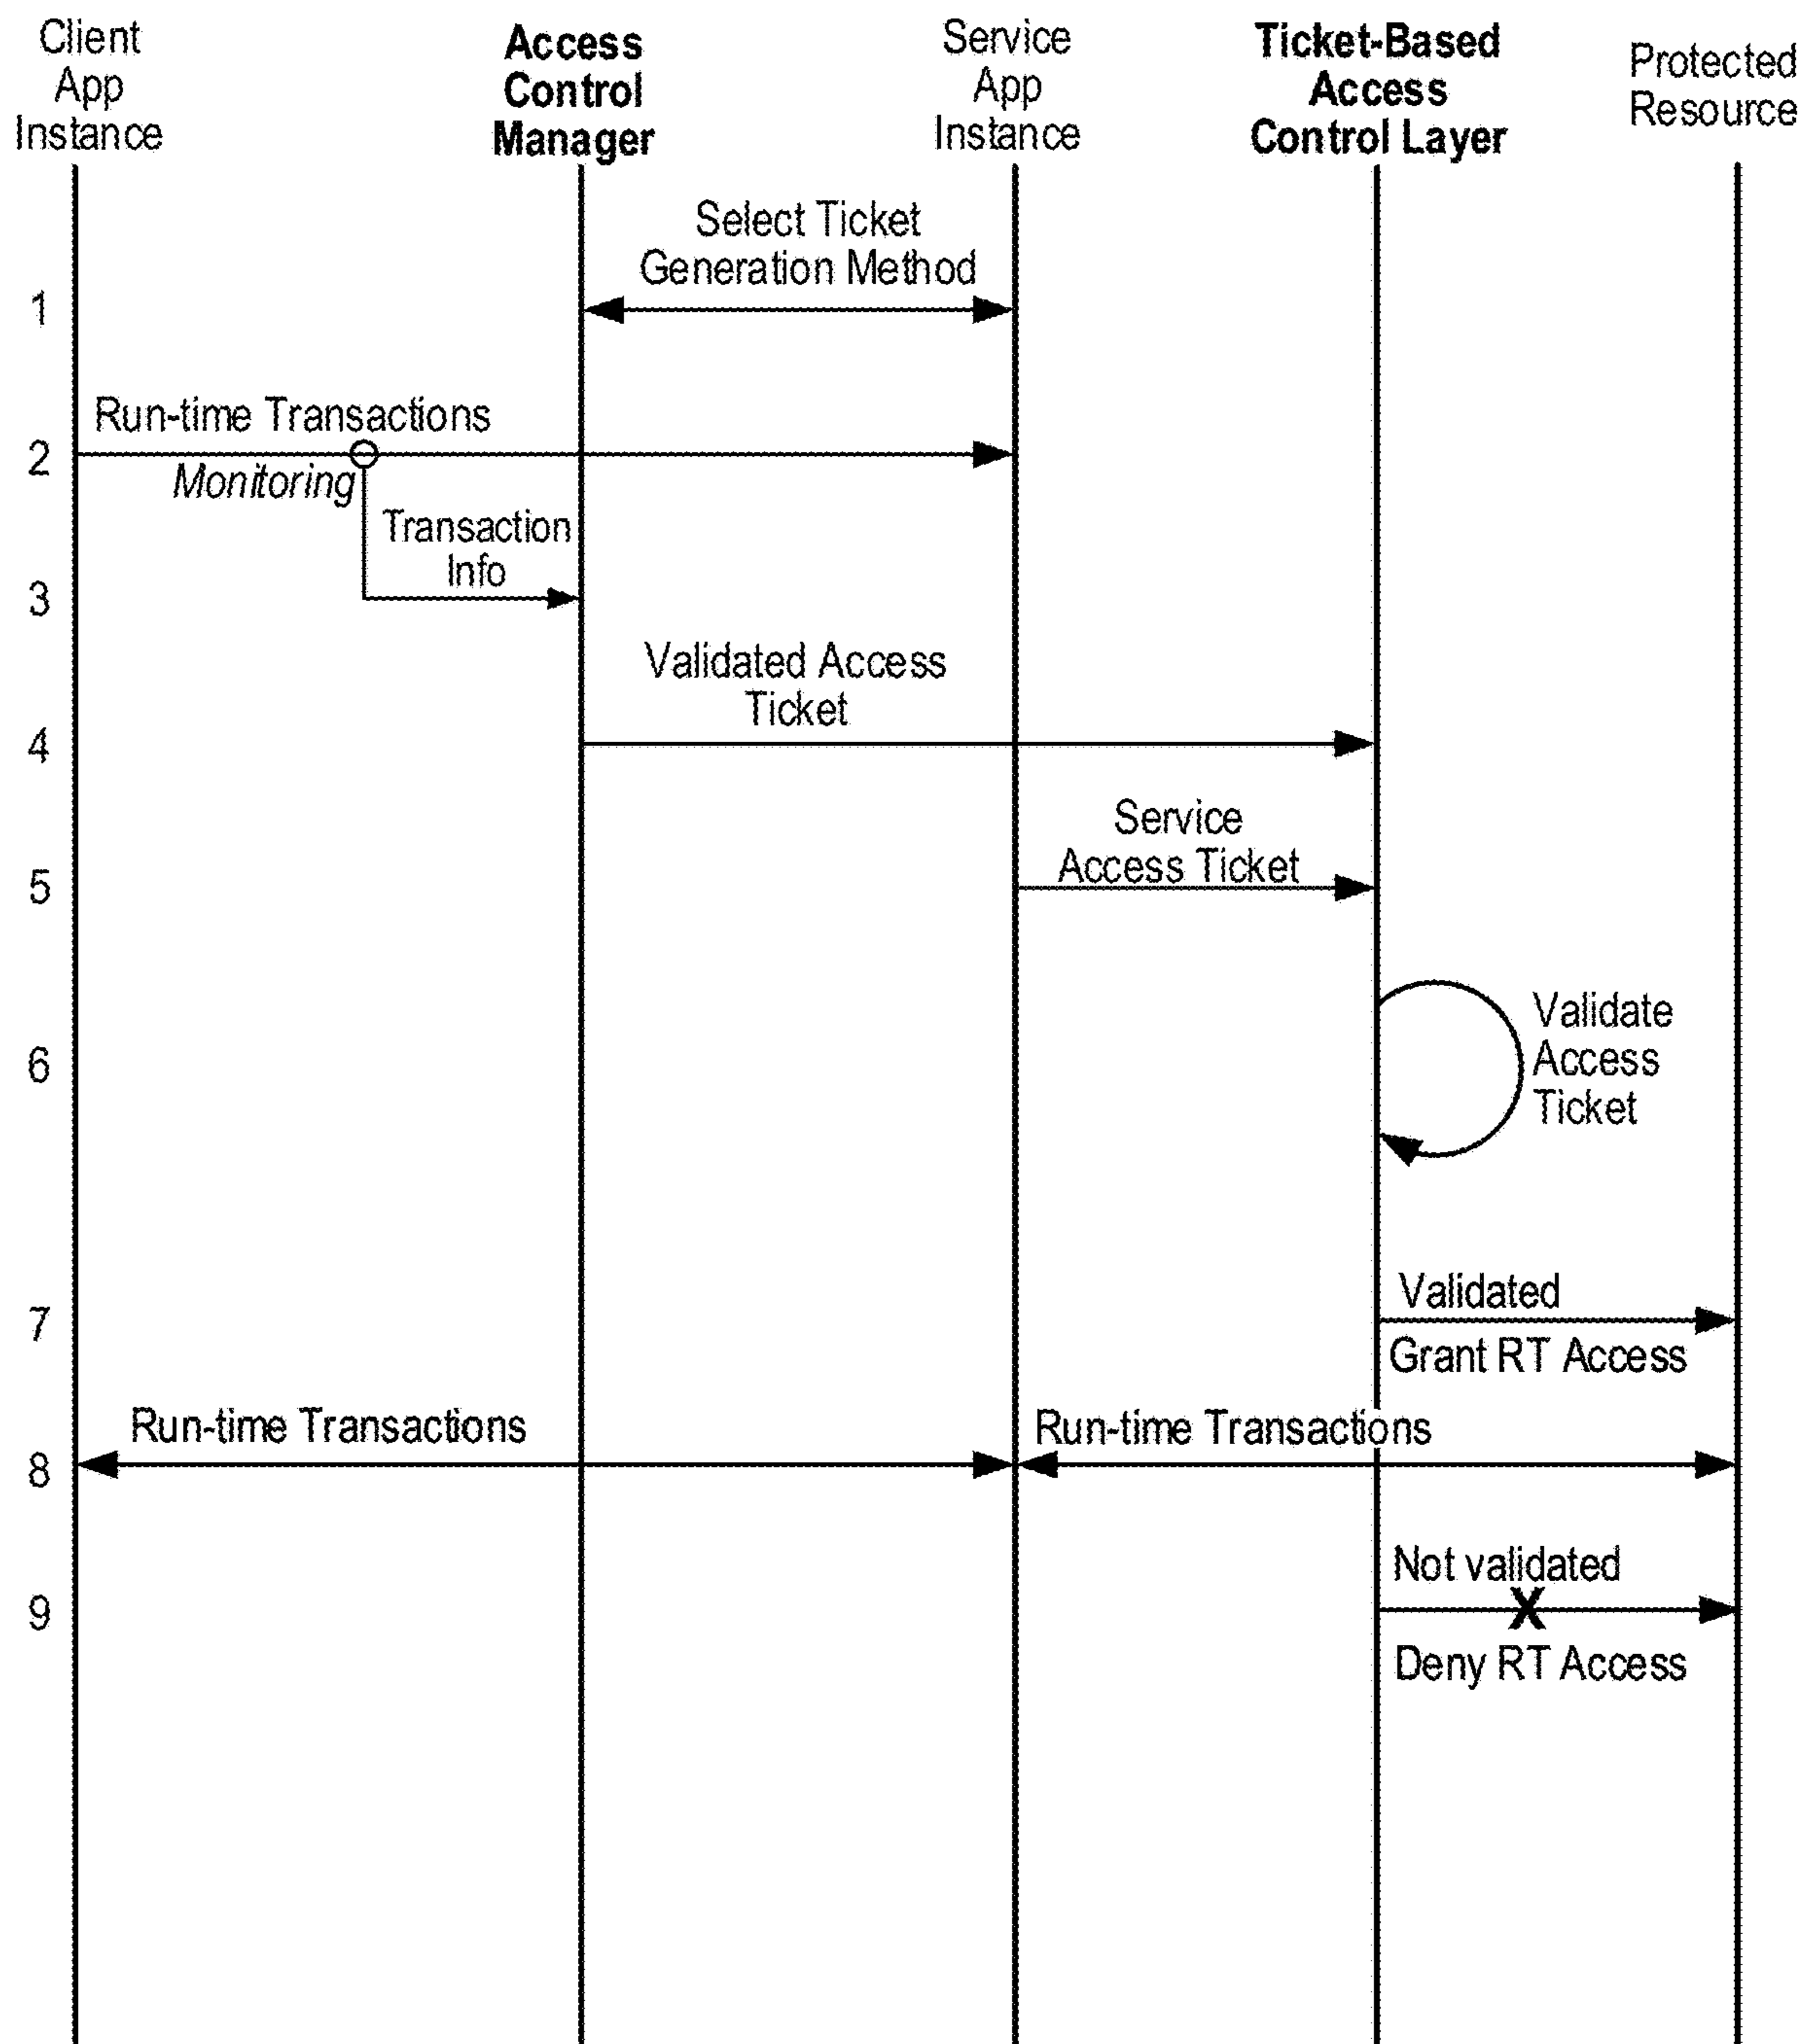 Client
App
Instance
Access
Control
Manager
Service
App
Instance
Ticket-Based
Access
Control Layer
Protected
Resource
Select Ticket
Generation Method
1
Run-time Transactions
2
Monitoring
Transaction
Info
3
Validated Access
Ticket
4
Service
Access Ticket
5
Validate
Access
Ticket
6
Validated
7
Grant RT Access
Run-time Transactions
Run-time Transactions
8
Not validated
9
X
Deny RT Access